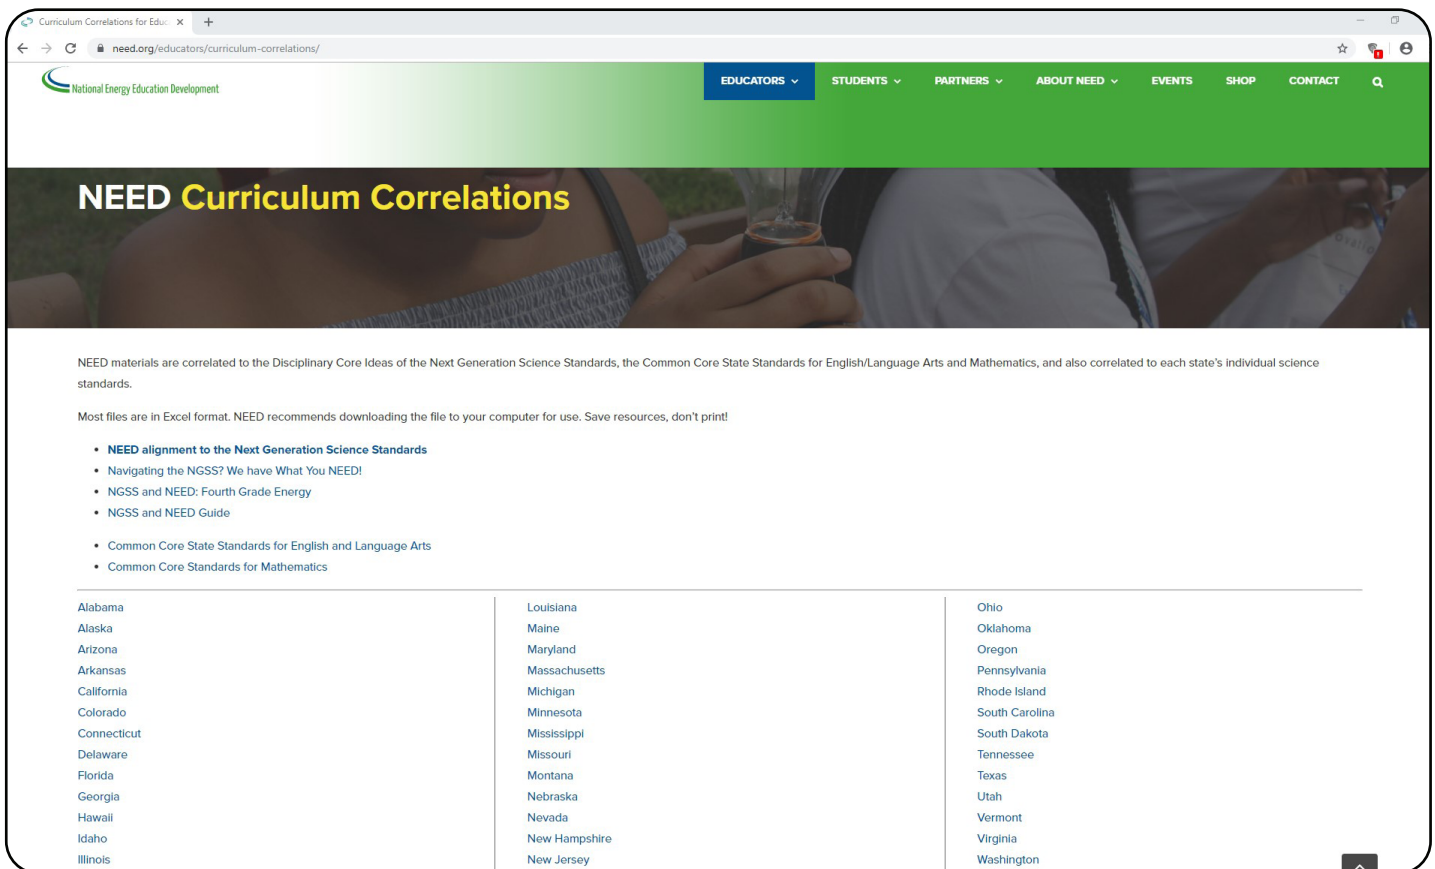 Curriculum Correlations for Educ
need.org/educators/curriculum-correlations/
National Energy Education Development
EDUCATORS STUDENTS PARTNERS ABOUT NEED EVENTS SHOP CONTACT
NEED Curriculum Correlations
NEED materials are correlated to the Disciplinary Core Ideas of the Next Generation Science Standards, the Common Core State Standards for English/Language Arts and Mathematics, and also correlated to each state's individual science
standards.
Most files are in Excel format. NEED recommends downloading the file to your computer for use. Save resources, don't print!
• NEED alignment to the Next Generation Science Standards
• Navigating the NGSS? We have What You NEED!
• NGSS and NEED: Fourth Grade Energy
• NGSS and NEED Guide
• Common Core State Standards for English and Language Arts
• Common Core Standards for Mathematics
Alabama
Alaska
Arizona
Arkansas
California
Colorado
Connecticut
Delaware
Florida
Georgia
Hawaii
Idaho
Illinois
Louisiana
Maine
Maryland
Massachusetts
Michigan
Minnesota
Mississippi
Missouri
Montana
Nebraska
Nevada
New Hampshire
New Jersey
Ohio
Oklahoma
Oregon
Pennsylvania
Rhode Island
South Carolina
South Dakota
Tennessee
Texas
Utah
Vermont
Virginia
Washington